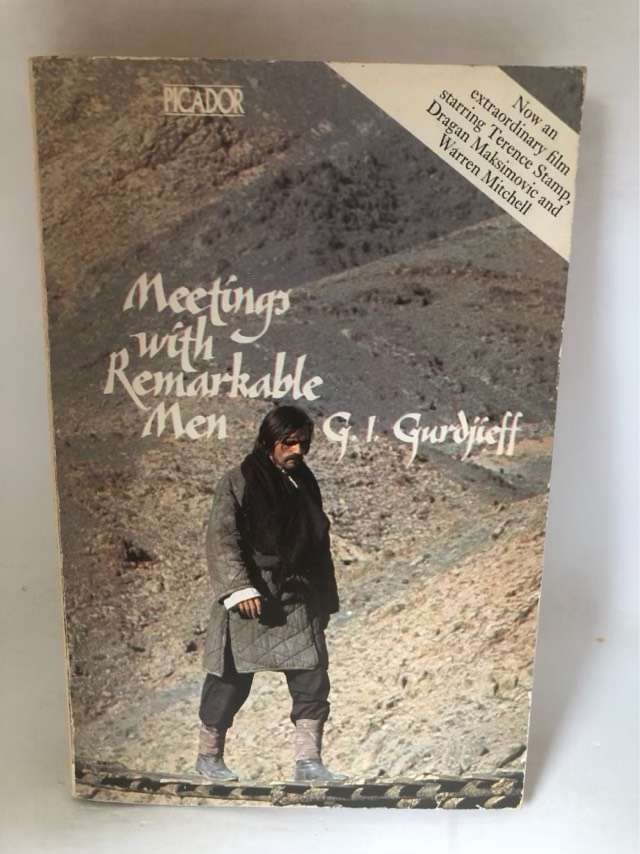 PICADOR
Now an
extraordinary film
starring Terence Stamp,
Dragan Maksimovic and
Warren Mitchell
Meetings
with
Remarkable
Men
G. I. Gurdjieff